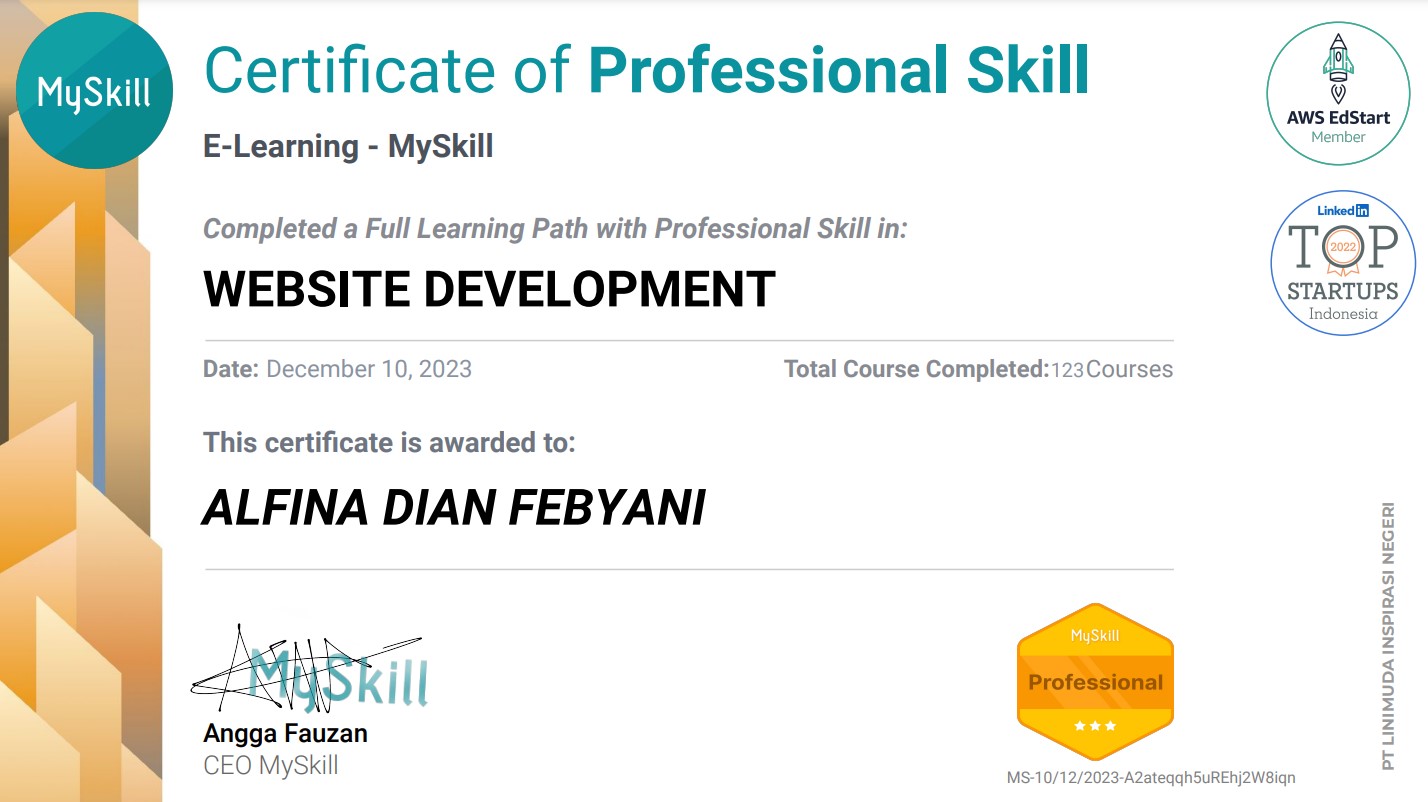 MySkill
Certificate of Professional Skill
E-Learning - MySkill
AWS EdStart
Member
Completed a Full Learning Path with Professional Skill in:
WEBSITE DEVELOPMENT
Linked in
TOP
2022
STARTUPS
Indonesia
Date: December 10, 2023
Total Course Completed:123Courses
This certificate is awarded to:
ALFINA DIAN FEBYANI
MySkill
Angga Fauzan
CEO MySkill
MySkill
Professional
MS-10/12/2023-A2ateqqh5uREhj2W8iqn
PT LINIMUDA INSPIRASI NEGERI